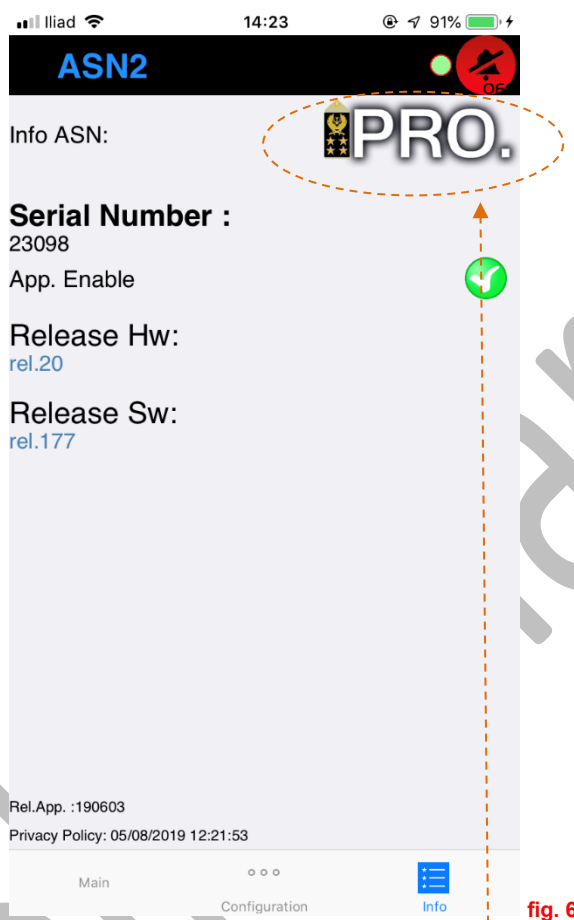 Iliad 14:23 91%
ASN2
Info ASN: PRO.
Serial Number :
23098
App. Enable
Release Hw:
rel.20
Release Sw:
rel.177
Rel.App. :190603
Privacy Policy: 05/08/2019 12:21:53
Main Configuration Info
fig. 6